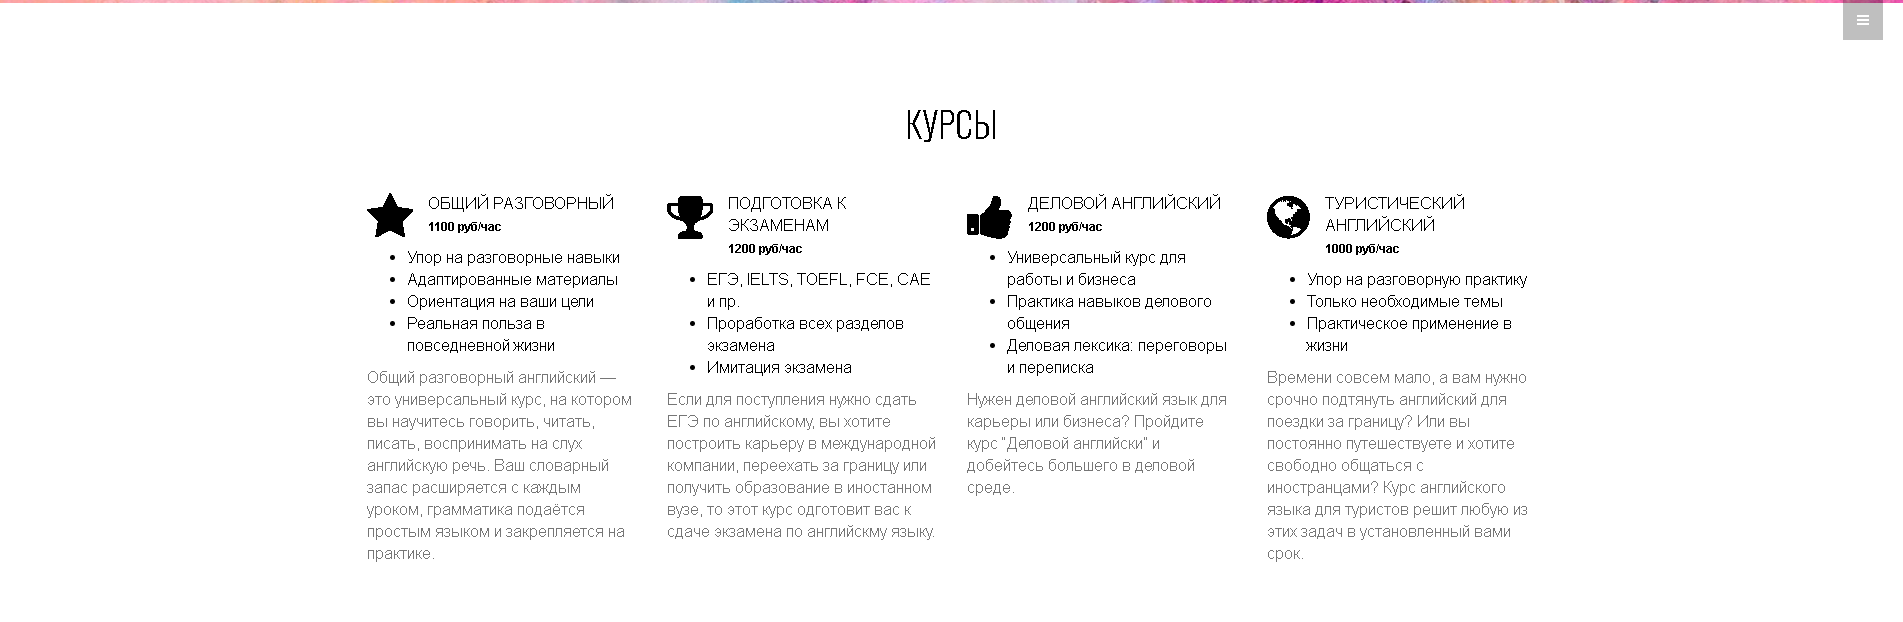 КУРСЫ
ОБЩИЙ РАЗГОВОРНЫЙ
1100 руб/час
• Упор на разговорные навыки
• Адаптированные материалы
• Ориентация на ваши цели
• Реальная польза в
повседневной жизни
Общий разговорный английский —
это универсальный курс, на котором
вы научитесь говорить, читать,
писать, воспринимать на слух
английскую речь. Ваш словарный
запас расширяется с каждым
уроком, грамматика подаётся
простым языком и закрепляется на
практике.
ПОДГОТОВКА К
ЭКЗАМЕНАМ
1200 руб/час
• ЕГЭ, IELTS, TOEFL, FCE, CAE
и пр.
• Проработка всех разделов
экзамена
• Имитация экзамена
Если для поступления нужно сдать
ЕГЭ по английскому, вы хотите
построить карьеру в международной
компании, переехать за границу или
получить образование в иностанном
вузе, то этот курс одготовит вас к
сдаче экзамена по английскму языку.
ДЕЛОВОЙ АНГЛИЙСКИЙ
1200 руб/час
• Универсальный курс для
работы и бизнеса
• Практика навыков делового
общения
• Деловая лексика: переговоры
и переписка
Нужен деловой английский язык для
карьеры или бизнеса? Пройдите
курс "Деловой английски" и
добейтесь большего в деловой
среде.
ТУРИСТИЧЕСКИЙ
АНГЛИЙСКИЙ
1000 руб/час
• Упор на разговорную практику
• Только необходимые темы
• Практическое применение в
жизни
Времени совсем мало, а вам нужно
срочно подтянуть английский для
поездки за границу? Или вы
постоянно путешествуете и хотите
свободно общаться с
иностранцами? Курс английского
языка для туристов решит любую из
этих задач в установленный вами
срок.